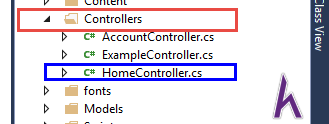 Content
Controllers
AccountController.cs
ExampleController.cs
HomeController.cs
fonts
Models
Class View